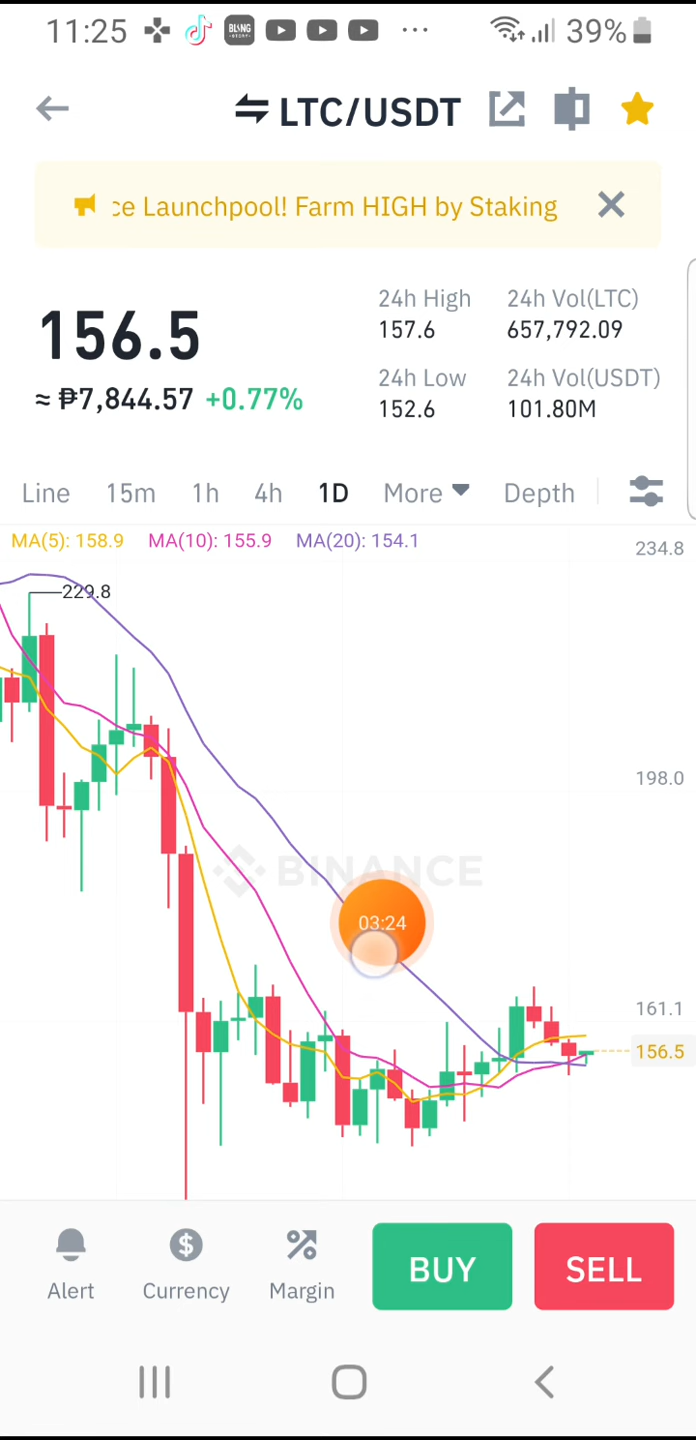 11:25
BLING
39%
LTC/USDT
ce Launchpool! Farm HIGH by Staking
156.5
≈ ₱7,844.57 +0.77%
24h High
157.6
24h Vol(LTC)
657,792.09
24h Low
152.6
24h Vol(USDT)
101.80M
Line 15m 1h 4h 1D More Depth
MA(5): 158.9 MA(10): 155.9 MA(20): 154.1
234.8
229.8
198.0
BINANCE
03:24
161.1
156.5
Alert Currency Margin BUY SELL